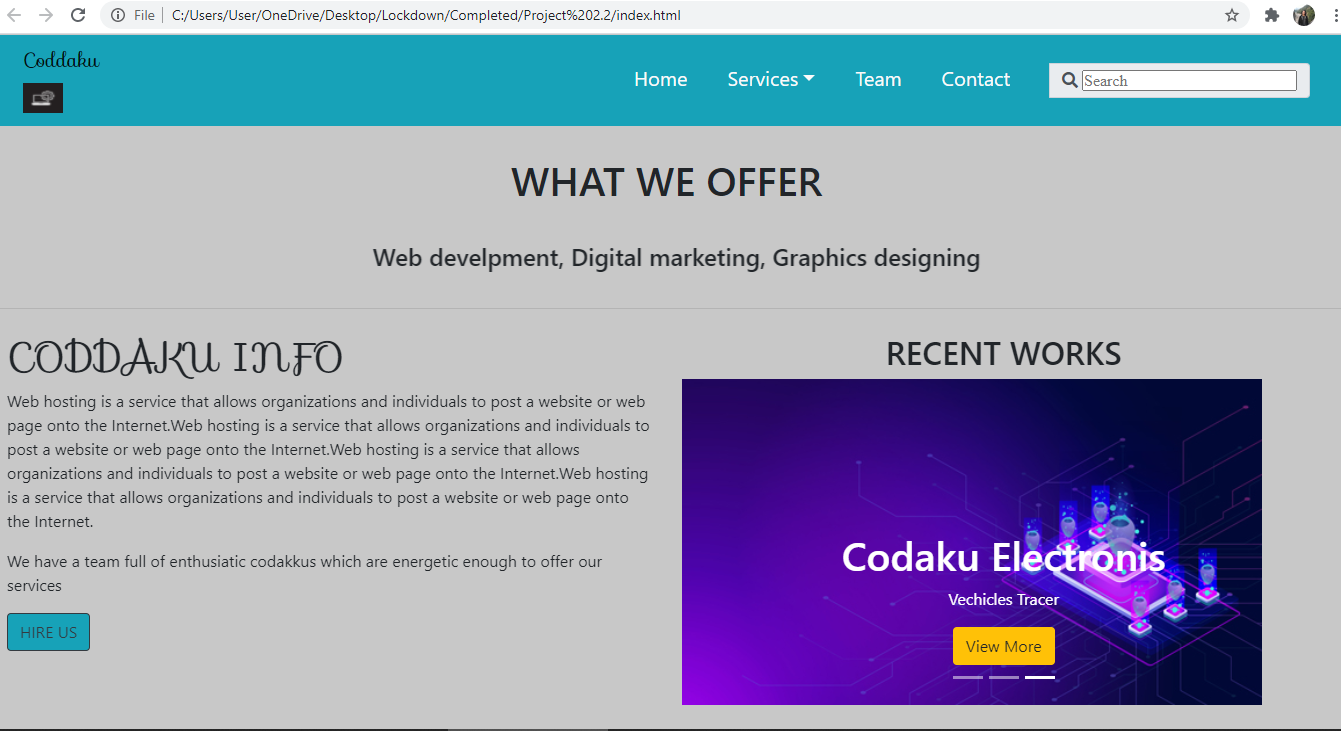 File C:/Users/User/OneDrive/Desktop/Lockdown/Completed/Project%202.2/index.html
Coddaku
Home Services Team Contact Search
WHAT WE OFFER
Web develpment, Digital marketing, Graphics designing
CODDAKU INFO
Web hosting is a service that allows organizations and individuals to post a website or web
page onto the Internet.Web hosting is a service that allows organizations and individuals to
post a website or web page onto the Internet.Web hosting is a service that allows
organizations and individuals to post a website or web page onto the Internet.Web hosting
is a service that allows organizations and individuals to post a website or web page onto
the Internet.
We have a team full of enthusiatic codakkus which are energetic enough to offer our
services
HIRE US
RECENT WORKS
Codaku Electronis
Vechicles Tracer
View More